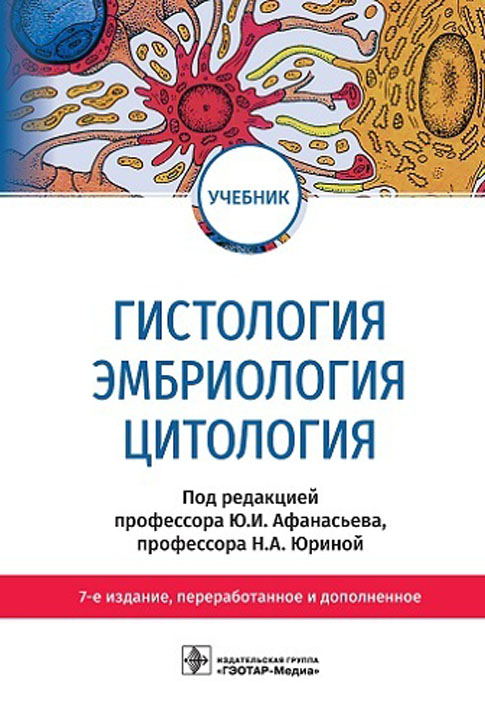 УЧЕБНИК
ГИСТОЛОГИЯ
ЭМБРИОЛОГИЯ
ЦИТОЛОГИЯ
Под редакцией
профессора Ю.И. Афанасьева,
профессора Н.А. Юриной
7-е издание, переработанное и дополненное
ИЗДАТЕЛЬСКАЯ ГРУППА
«ГЭОТАР-Медиа»